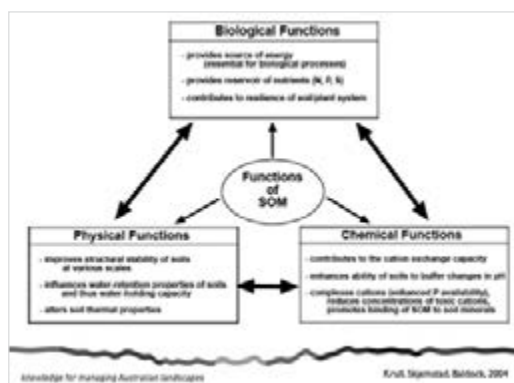 Biological Functions
- provides source of energy
(essential for biological processes)
- provides reservoir of nutrients (N, P, S)
- contributes to resilience of soil/plant system
Functions
of
SOM
Physical Functions
- improves structural stability of soils
at various scales
- influences water-retention properties of soils
and thus water-holding capacity
- alters soil thermal properties
Chemical Functions
- contributes to the cation exchange capacity
- enhances ability of soils to buffer changes in pH
- complexes cations (enhanced P availability),
reduces concentrations of toxic cations,
promotes binding of SOM to soil minerals
knowledge for managing Australian landscapes
Krull, Skjemstad, Baldock, 2004